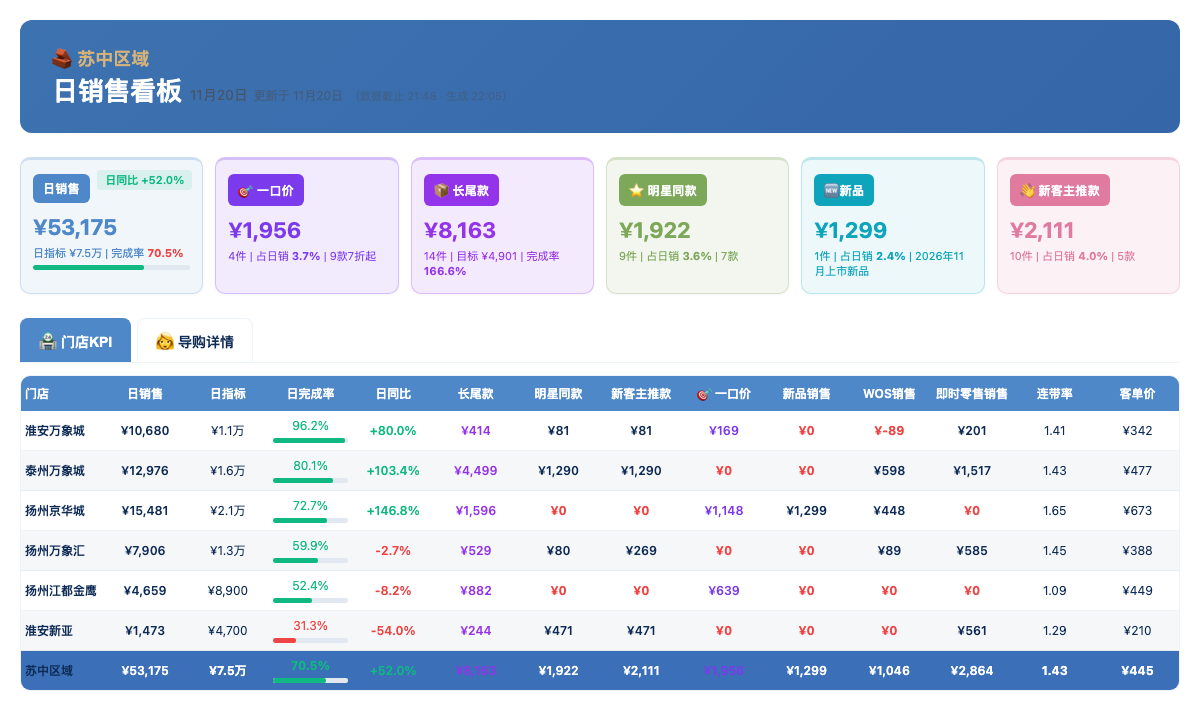 苏中区域
日销售看板 11月20日 更新于 11月20日 (数据截止 21:48 · 生成 22:06)
日销售 日同比 +52.0%
¥53,175
日指标 ¥7.5万 | 完成率 70.5%
一口价
¥1,956
4件 | 占日销 3.7% | 9款7折起
长尾款
¥8,163
14件 | 目标 ¥4,901 | 完成率
166.6%
明星同款
¥1,922
9件 | 占日销 3.6% | 7款
NEW 新品
¥1,299
1件 | 占日销 2.4% | 2026年11
月上市新品
新客主推款
¥2,111
10件 | 占日销 4.0% | 5款
门店KPI 导购详情
门店 日销售 日指标 日完成率 日同比 长尾款 明星同款 新客主推款 一口价 新品销售 WOS销售 即时零售销售 连带率 客单价
淮安万象城 ¥10,680 ¥1.1万 96.2% +80.0% ¥414 ¥81 ¥81 ¥169 ¥0 ¥-89 ¥201 1.41 ¥342
泰州万象城 ¥12,976 ¥1.6万 80.1% +103.4% ¥4,499 ¥1,290 ¥1,290 ¥0 ¥0 ¥598 ¥1,517 1.43 ¥477
扬州京华城 ¥15,481 ¥2.1万 72.7% +146.8% ¥1,596 ¥0 ¥0 ¥1,148 ¥1,299 ¥448 ¥0 1.65 ¥673
扬州万象汇 ¥7,906 ¥1.3万 59.9% -2.7% ¥529 ¥80 ¥269 ¥0 ¥0 ¥89 ¥585 1.45 ¥388
扬州江都金鹰 ¥4,659 ¥8,900 52.4% -8.2% ¥882 ¥0 ¥0 ¥639 ¥0 ¥0 ¥0 1.09 ¥449
淮安新亚 ¥1,473 ¥4,700 31.3% -54.0% ¥244 ¥471 ¥471 ¥0 ¥0 ¥0 ¥561 1.29 ¥210
苏中区域 ¥53,175 ¥7.5万 70.5% +52.0% ¥8,163 ¥1,922 ¥2,111 ¥1,956 ¥1,299 ¥1,046 ¥2,864 1.43 ¥445